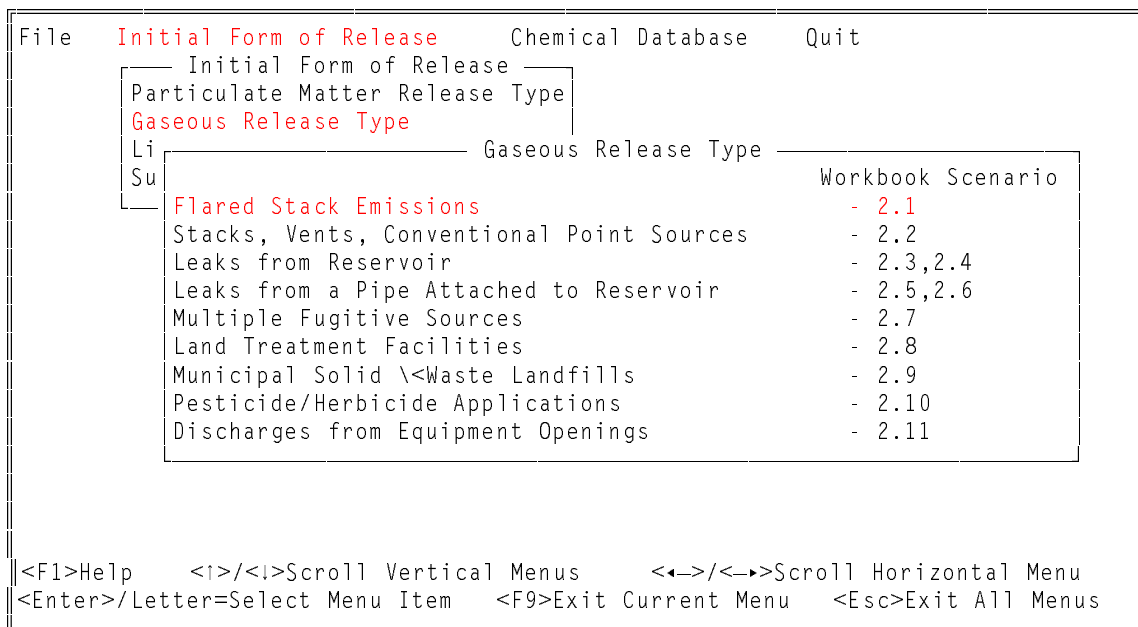 File Initial Form of Release Chemical Database Quit
Initial Form of Release
Particulate Matter Release Type
Gaseous Release Type
Li Gaseous Release Type
Su Workbook Scenario
Flared Stack Emissions - 2.1
Stacks, Vents, Conventional Point Sources - 2.2
Leaks from Reservoir - 2.3,2.4
Leaks from a Pipe Attached to Reservoir - 2.5,2.6
Multiple Fugitive Sources - 2.7
Land Treatment Facilities - 2.8
Municipal Solid \<Waste Landfills - 2.9
Pesticide/Herbicide Applications - 2.10
Discharges from Equipment Openings - 2.11
<F1>Help <↑>/<↓>Scroll Vertical Menus <◂—>/<—▸>Scroll Horizontal Menu
<Enter>/Letter=Select Menu Item <F9>Exit Current Menu <Esc>Exit All Menus